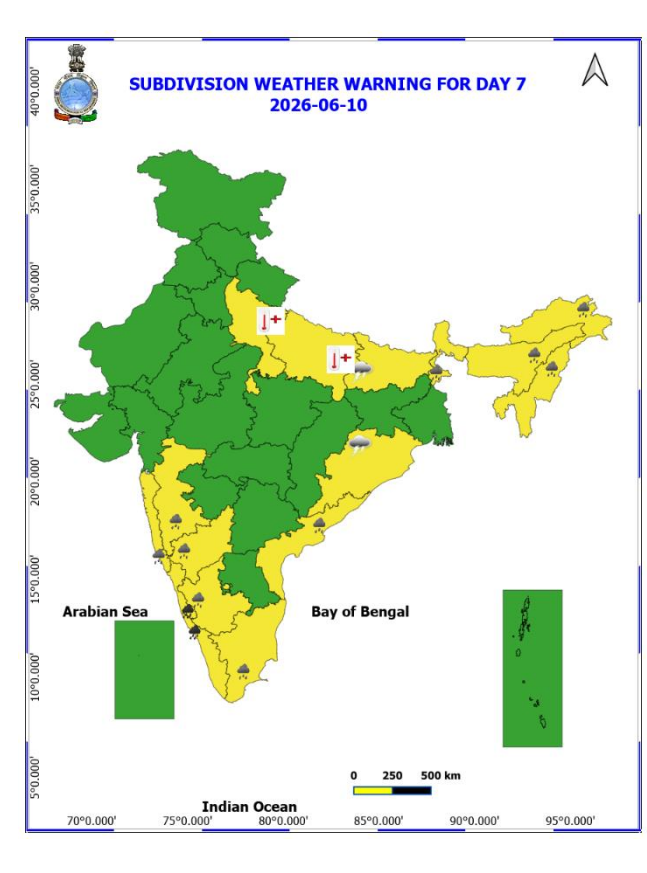 SUBDIVISION WEATHER WARNING FOR DAY 7
2026-06-10
40°0.000'
35°0.000'
30°0.000'
25°0.000'
20°0.000'
15°0.000'
10°0.000'
5°0.000'
Arabian Sea
Bay of Bengal
0 250 500 km
Indian Ocean
70°0.000' 75°0.000' 80°0.000' 85°0.000' 90°0.000' 95°0.000'